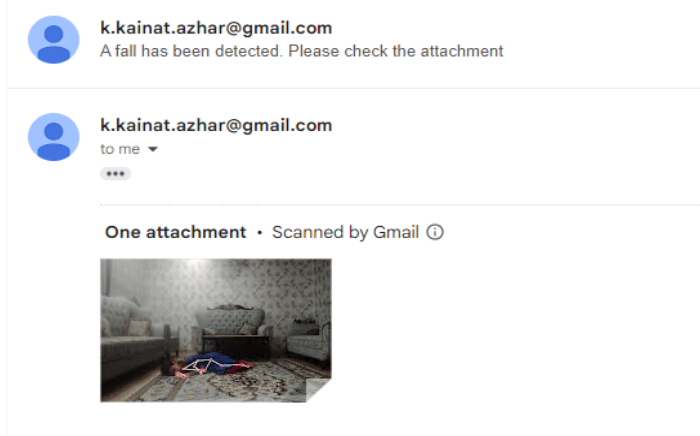 k.kainat.azhar@gmail.com
A fall has been detected. Please check the attachment
k.kainat.azhar@gmail.com
to me
One attachment • Scanned by Gmail